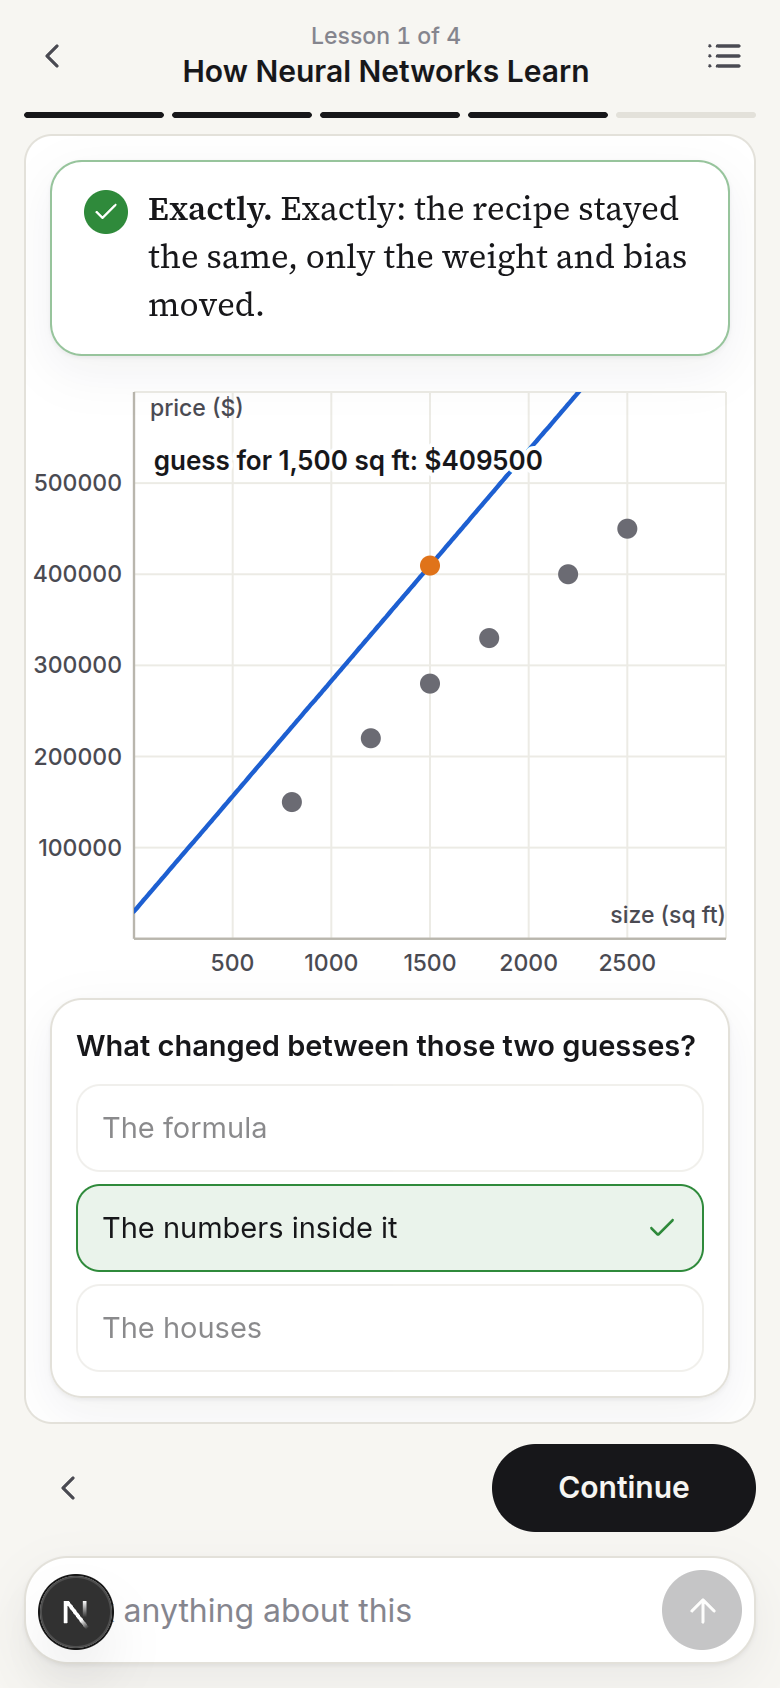 Lesson 1 of 4
How Neural Networks Learn
Exactly. Exactly: the recipe stayed
the same, only the weight and bias
moved.
price ($)
guess for 1,500 sq ft: $409500
500000
400000
300000
200000
100000
size (sq ft)
500 1000 1500 2000 2500
What changed between those two guesses?
The formula
The numbers inside it
The houses
Continue
N anything about this